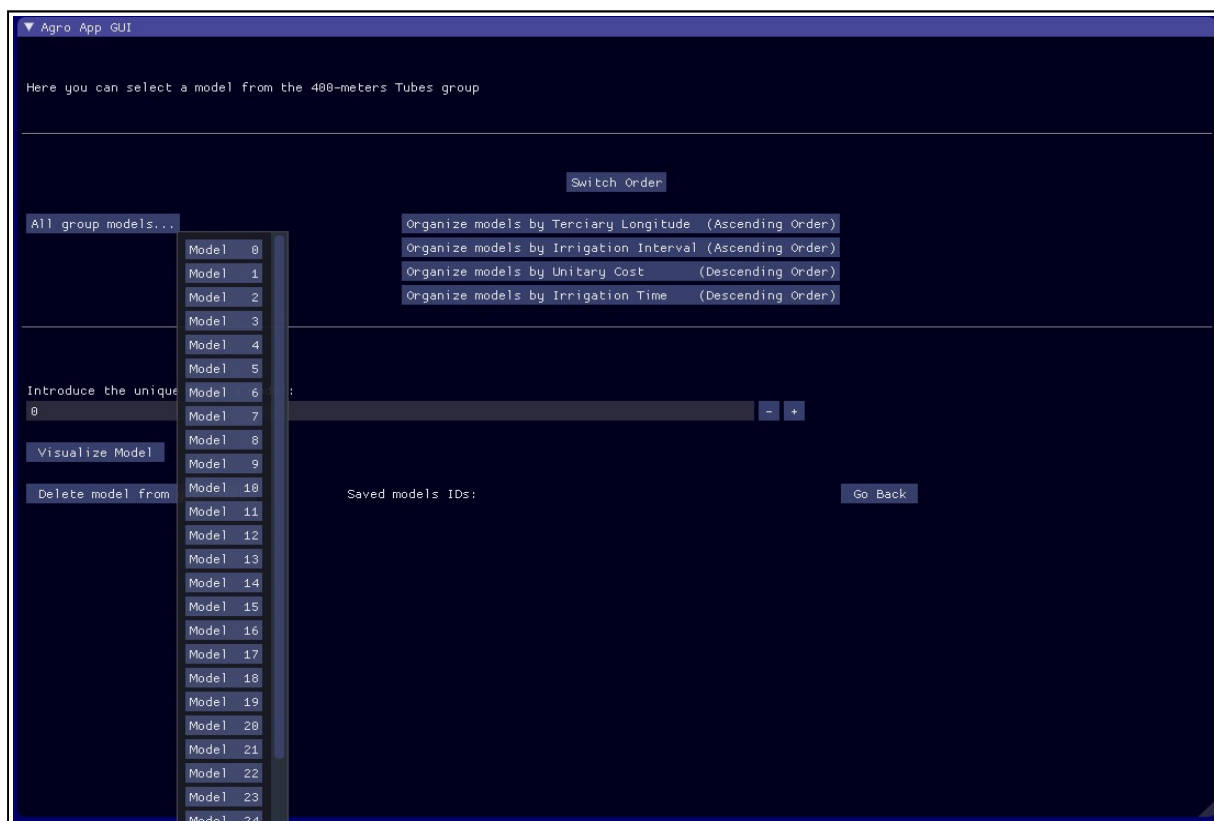 Agro App GUI
Here you can select a model from the 400-meters Tubes group
Switch Order
All group models...
Organize models by Terciary Longitude (Ascending Order)
Organize models by Irrigation Interval (Ascending Order)
Organize models by Unitary Cost (Descending Order)
Organize models by Irrigation Time (Descending Order)
Model 0
Model 1
Model 2
Model 3
Model 4
Model 5
Model 6
Model 7
Model 8
Model 9
Model 10
Model 11
Model 12
Model 13
Model 14
Model 15
Model 16
Model 17
Model 18
Model 19
Model 20
Model 21
Model 22
Model 23
Model 24
Introduce the unique :
0
- +
Visualize Model
Delete model from
Saved models IDs:
Go Back